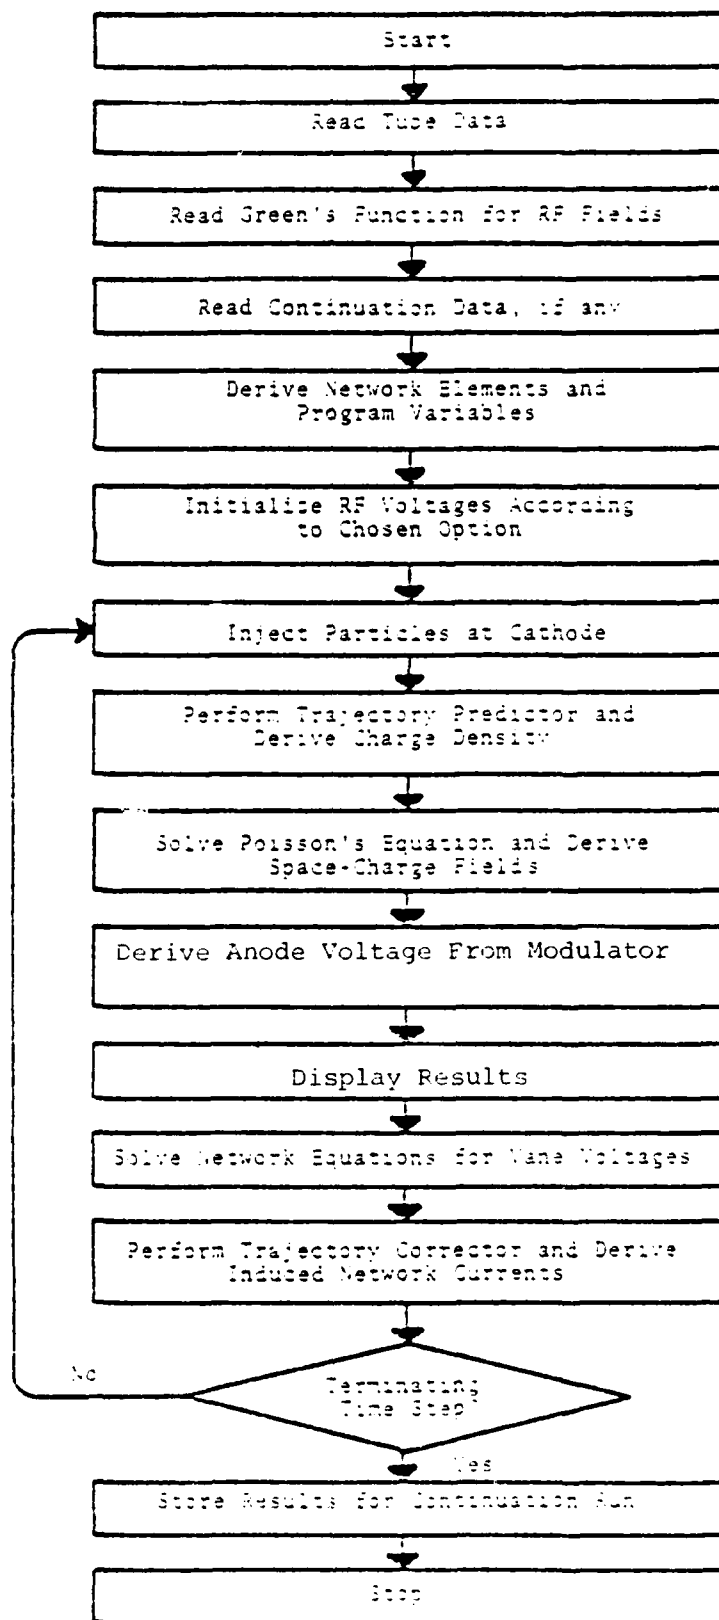 Start
Read Tube Data
Read Green's Function for RF Fields
Read Continuation Data, if any
Derive Network Elements and
Program Variables
Initialize RF Voltages According
to Chosen Option
Inject Particles at Cathode
Perform Trajectory Predictor and
Derive Charge Density
Solve Poisson's Equation and Derive
Space-Charge Fields
Derive Anode Voltage From Modulator
Display Results
Solve Network Equations for Vane Voltages
Perform Trajectory Corrector and Derive
Induced Network Currents
No
Terminating
Time Step?
Yes
Store Results for Continuation Run
Stop